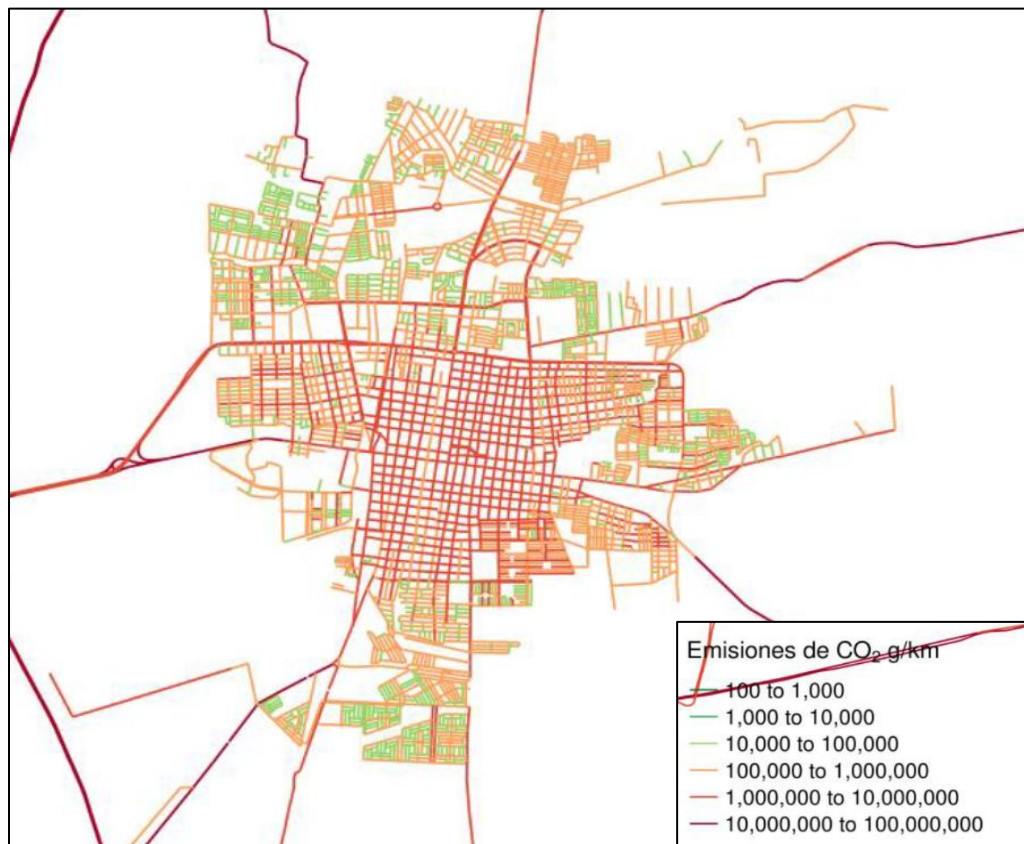 Emisiones de CO₂ g/km
100 to 1,000
1,000 to 10,000
10,000 to 100,000
100,000 to 1,000,000
1,000,000 to 10,000,000
10,000,000 to 100,000,000